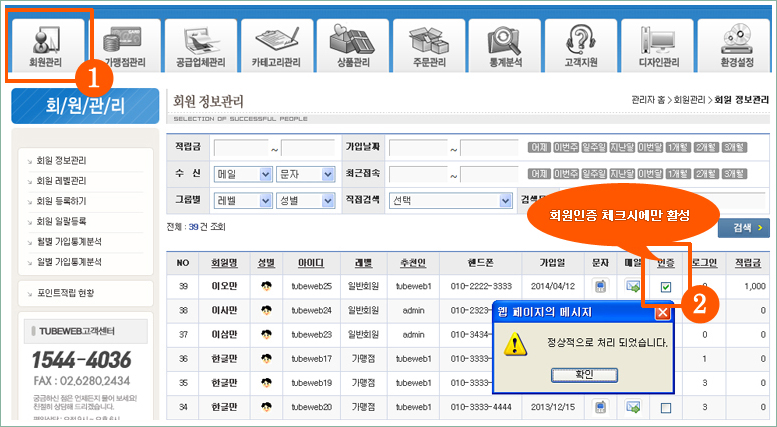 회원관리 가맹점관리 공급업체관리 카테고리관리 상품관리 주문관리 통계분석 고객지원 디자인관리 환경설정
1
회/원/관/리
회원 정보관리
회원 레벨관리
회원 등록하기
회원 일괄등록
월별 가입통계분석
일별 가입통계분석
포인트적립 현황
TUBEWEB고객센터
1544-4036
FAX : 02.6280.2434
궁금하신 점은 언제든지 물어 보세요!
친절히 상담해 드리겠습니다.
회원 정보관리
관리자 홈 > 회원관리 > 회원 정보관리
SELECTION OF SUCCESSFUL PEOPLE
적립금 ~ 가입날짜 ~ 어제 이번주 일주일 지난달 이번달 1개월 2개월 3개월
수 신 메일 문자 최근접속 ~ 어제 이번주 일주일 지난달 이번달 1개월 2개월 3개월
그룹별 레벨 성별 직접검색 선택
회원인증 체크시에만 활성
전체 : 39 건 조회
검색 >
NO 회원명 성별 아이디 레벨 추천인 핸드폰 가입일 문자 메일 인증 로그인 적립금
39 이오만 tubeweb25 일반회원 tubeweb1 010-2222-3333 2014/04/12 0 1,000
2
38 이사만 tubeweb24 일반회원 admin 010-2323- 0
37 이삼만 tubeweb23 일반회원 admin 010-3434- 0 0
36 한글만 tubeweb17 가맹점 tubeweb1 010-3333- 1 0
35 한글만 tubeweb19 가맹점 tubeweb1 010-3333- 3 0
34 한글만 tubeweb20 가맹점 tubeweb1 010-3333-4444 2013/12/15 3 0
웹 페이지의 메시지
정상적으로 처리 되었습니다.
확인